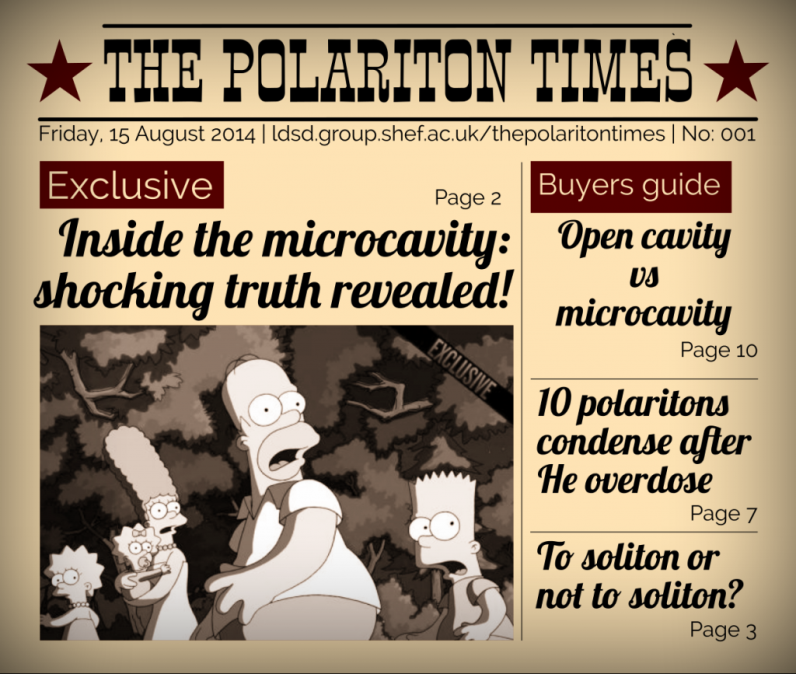 THE POLARITON TIMES
Friday, 15 August 2014 | ldsd.group.shef.ac.uk/thepolaritontimes | No: 001
Exclusive
Page 2
Inside the microcavity:
shocking truth revealed!
EXCLUSIVE
Buyers guide
Open cavity
vs
microcavity
Page 10
10 polaritons
condense after
He overdose
Page 7
To soliton or
not to soliton?
Page 3